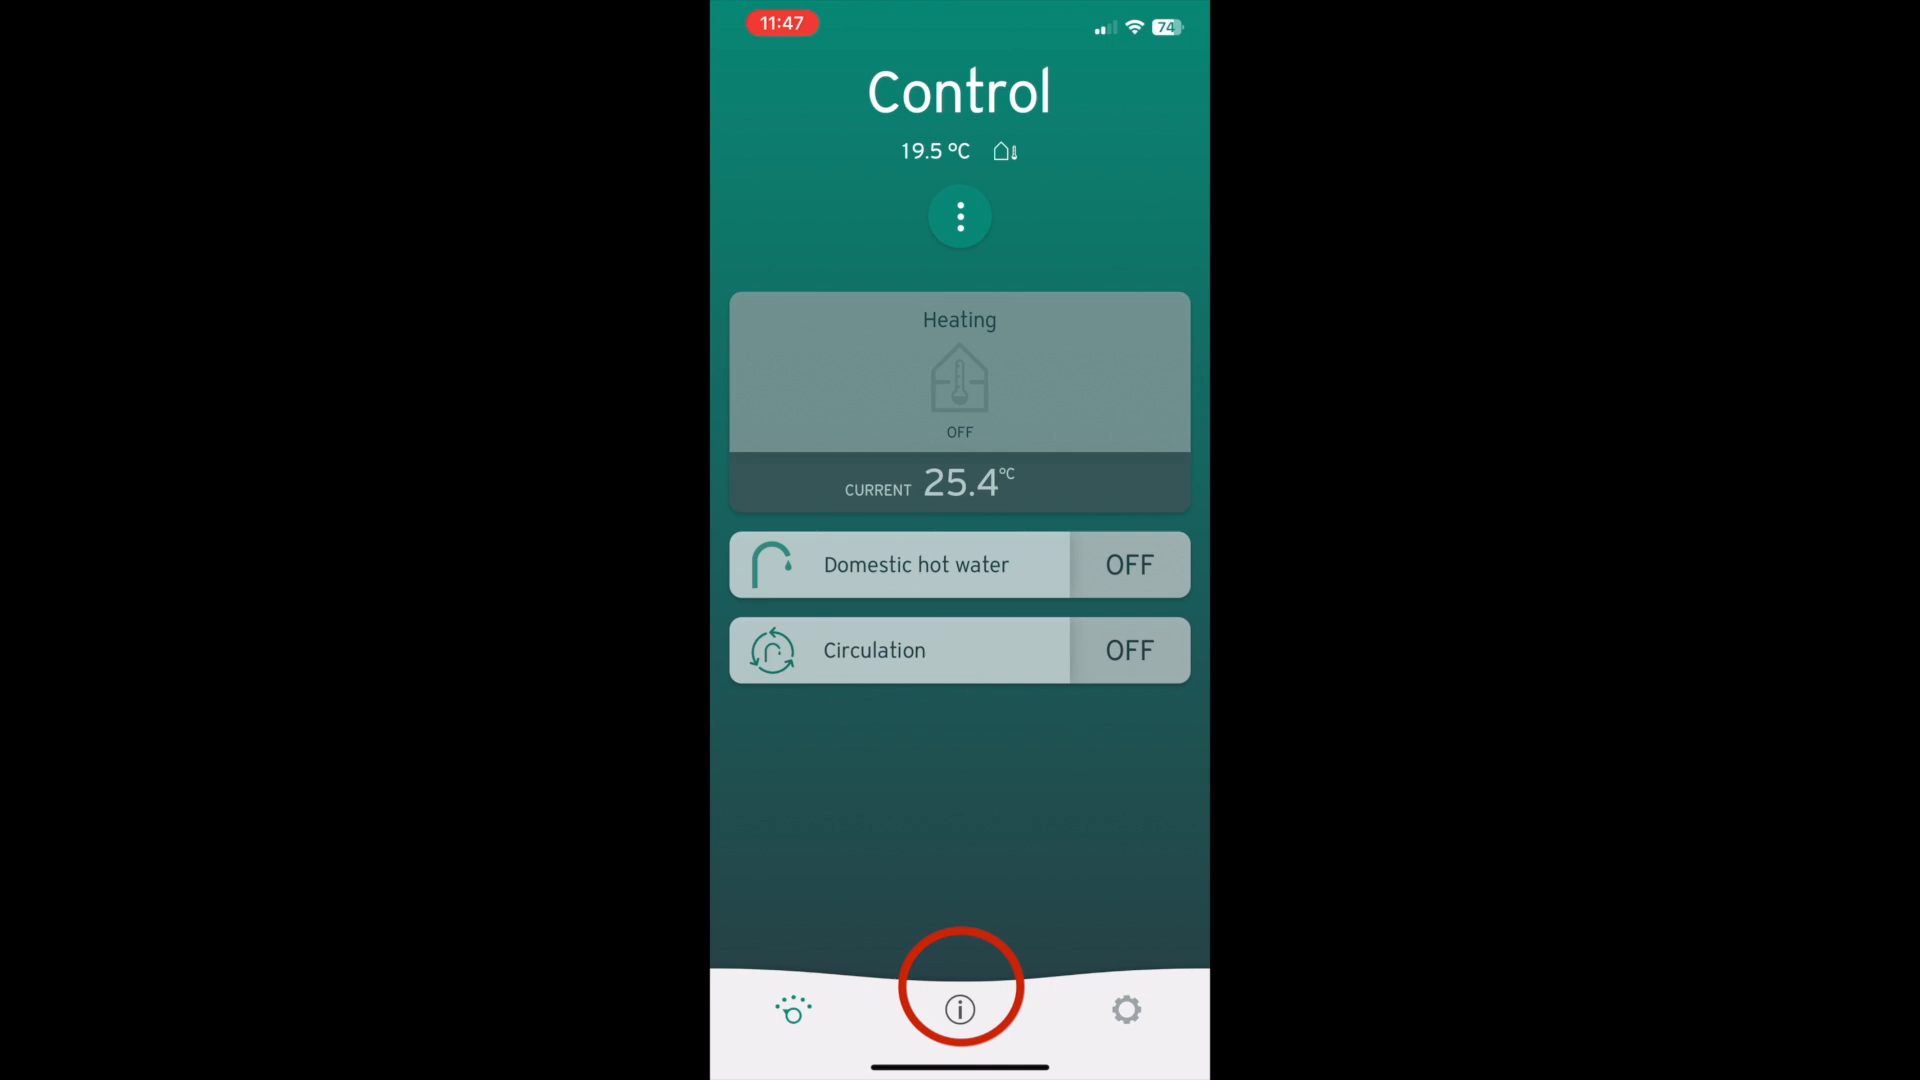 11:47
74
Control
19.5 °C
Heating
OFF
CURRENT 25.4 °C
Domestic hot water OFF
Circulation OFF